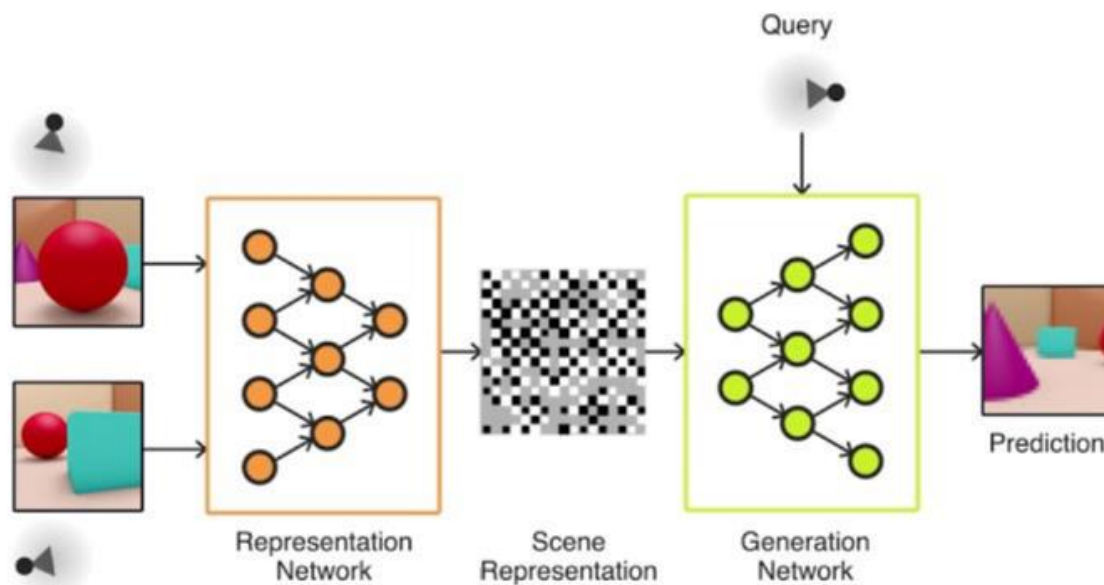 Query
Prediction
Representation
Network
Scene
Representation
Generation
Network